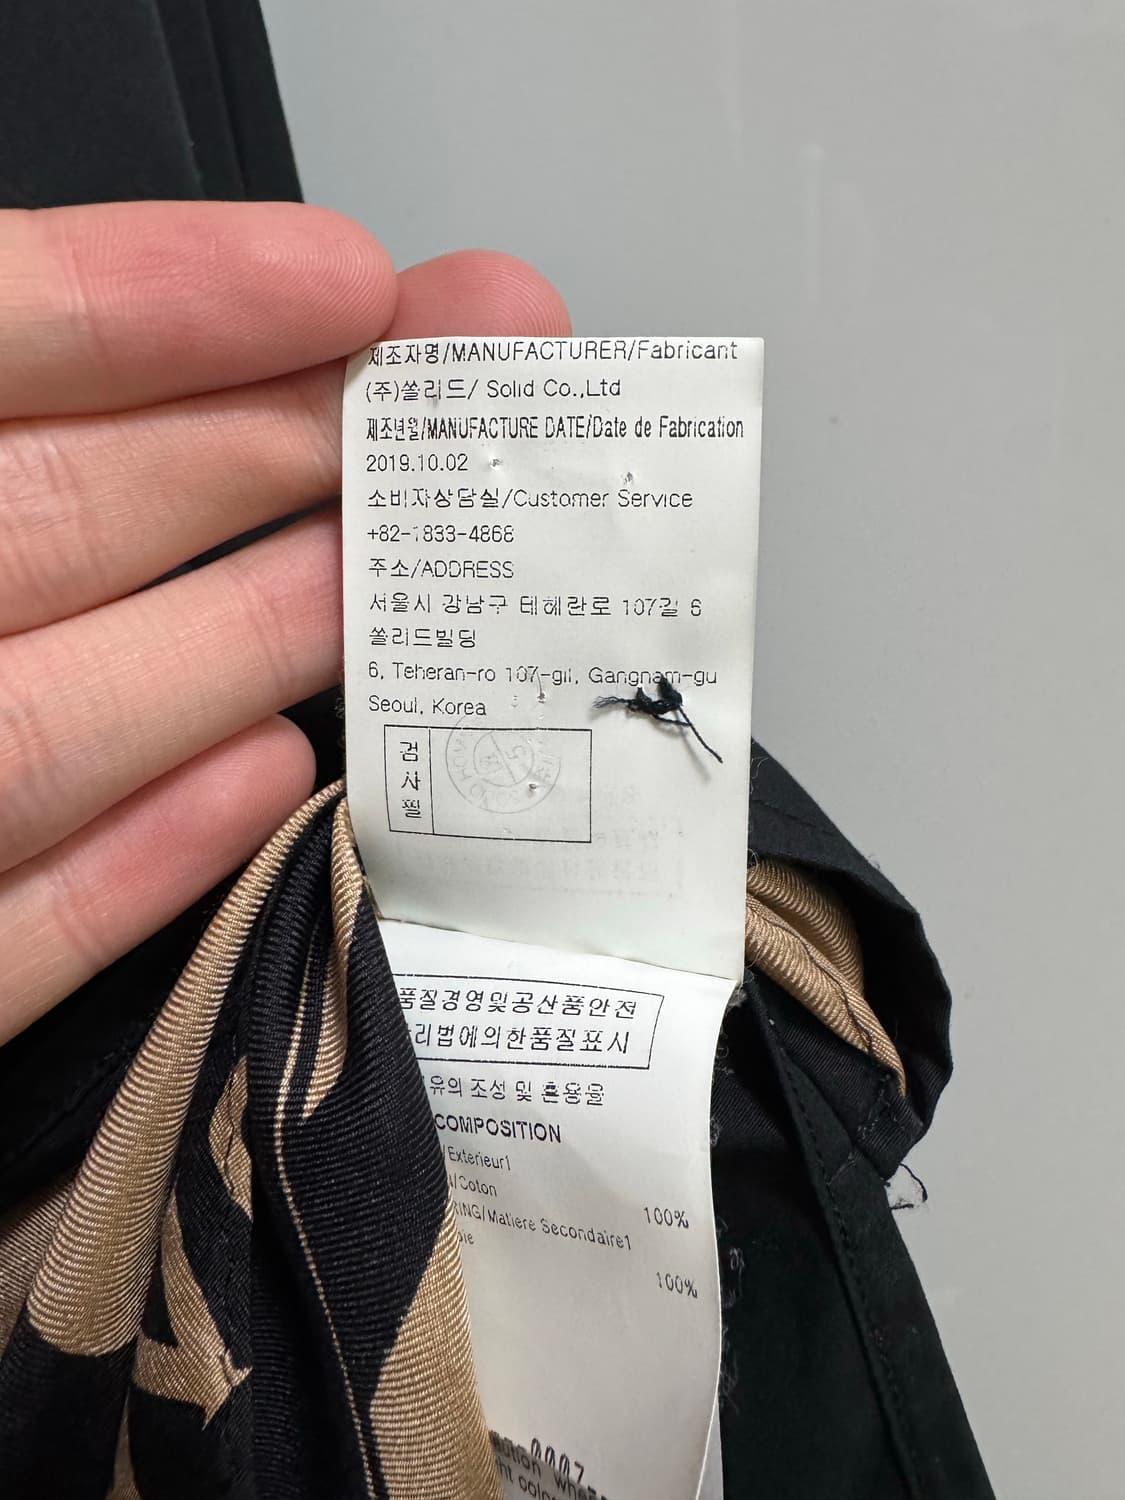 제조자명/MANUFACTURER/Fabricant
(주)쏠리드/ Solid Co.,Ltd
제조년월/MANUFACTURE DATE/Date de Fabrication
2019.10.02
소비자상담실/Customer Service
+82-1833-4868
주소/ADDRESS
서울시 강남구 테헤란로 107길 6
쏠리드빌딩
6, Teheran-ro 107-gil, Gangnam-gu
Seoul, Korea
검
사
필
품질경영및공산품안전
리법에의한품질표시
유의 조성 및 혼용율
COMPOSITION
/Exterieur1
/Coton
100%
RING/Matiere Secondaire1
oie
100%
0007